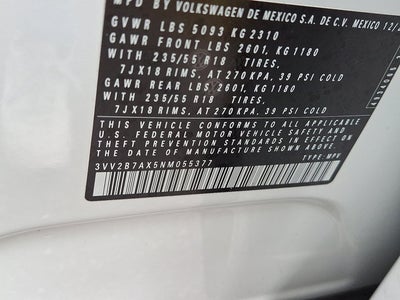 MFD BY VOLKSWAGEN DE MEXICO S.A. DE C.V. MEXICO 12/
GVWR LBS 5093 KG 2310
GAWR FRONT LBS 2601, KG 1180
WITH 235/55 R18 TIRES,
7JX18 RIMS, AT 270 KPA, 39 PSI COLD
GAWR REAR LBS 2601, KG 1180
WITH 235/55 R18 TIRES,
7JX18 RIMS, AT 270 KPA, 39 PSI COLD
THIS VEHICLE CONFORMS TO ALL APPLICABLE
U.S. FEDERAL MOTOR VEHICLE SAFETY AND
THEFT PREVENTION STANDARDS IN EFFECT ON
THE DATE OF MANUFACTURE SHOWN ABOVE
3VV2B7AX5NM055377 TYPE: MPV